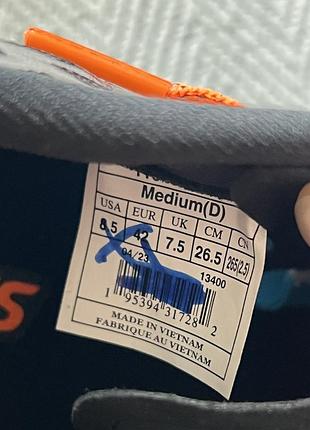 Medium(D)
USA EUR UK CM CN
8.5 42 7.5 26.5 265(2.5)
04/23
13400
1 95394 31728 2
MADE IN VIETNAM
FABRIQUE AU VIETNAM
S